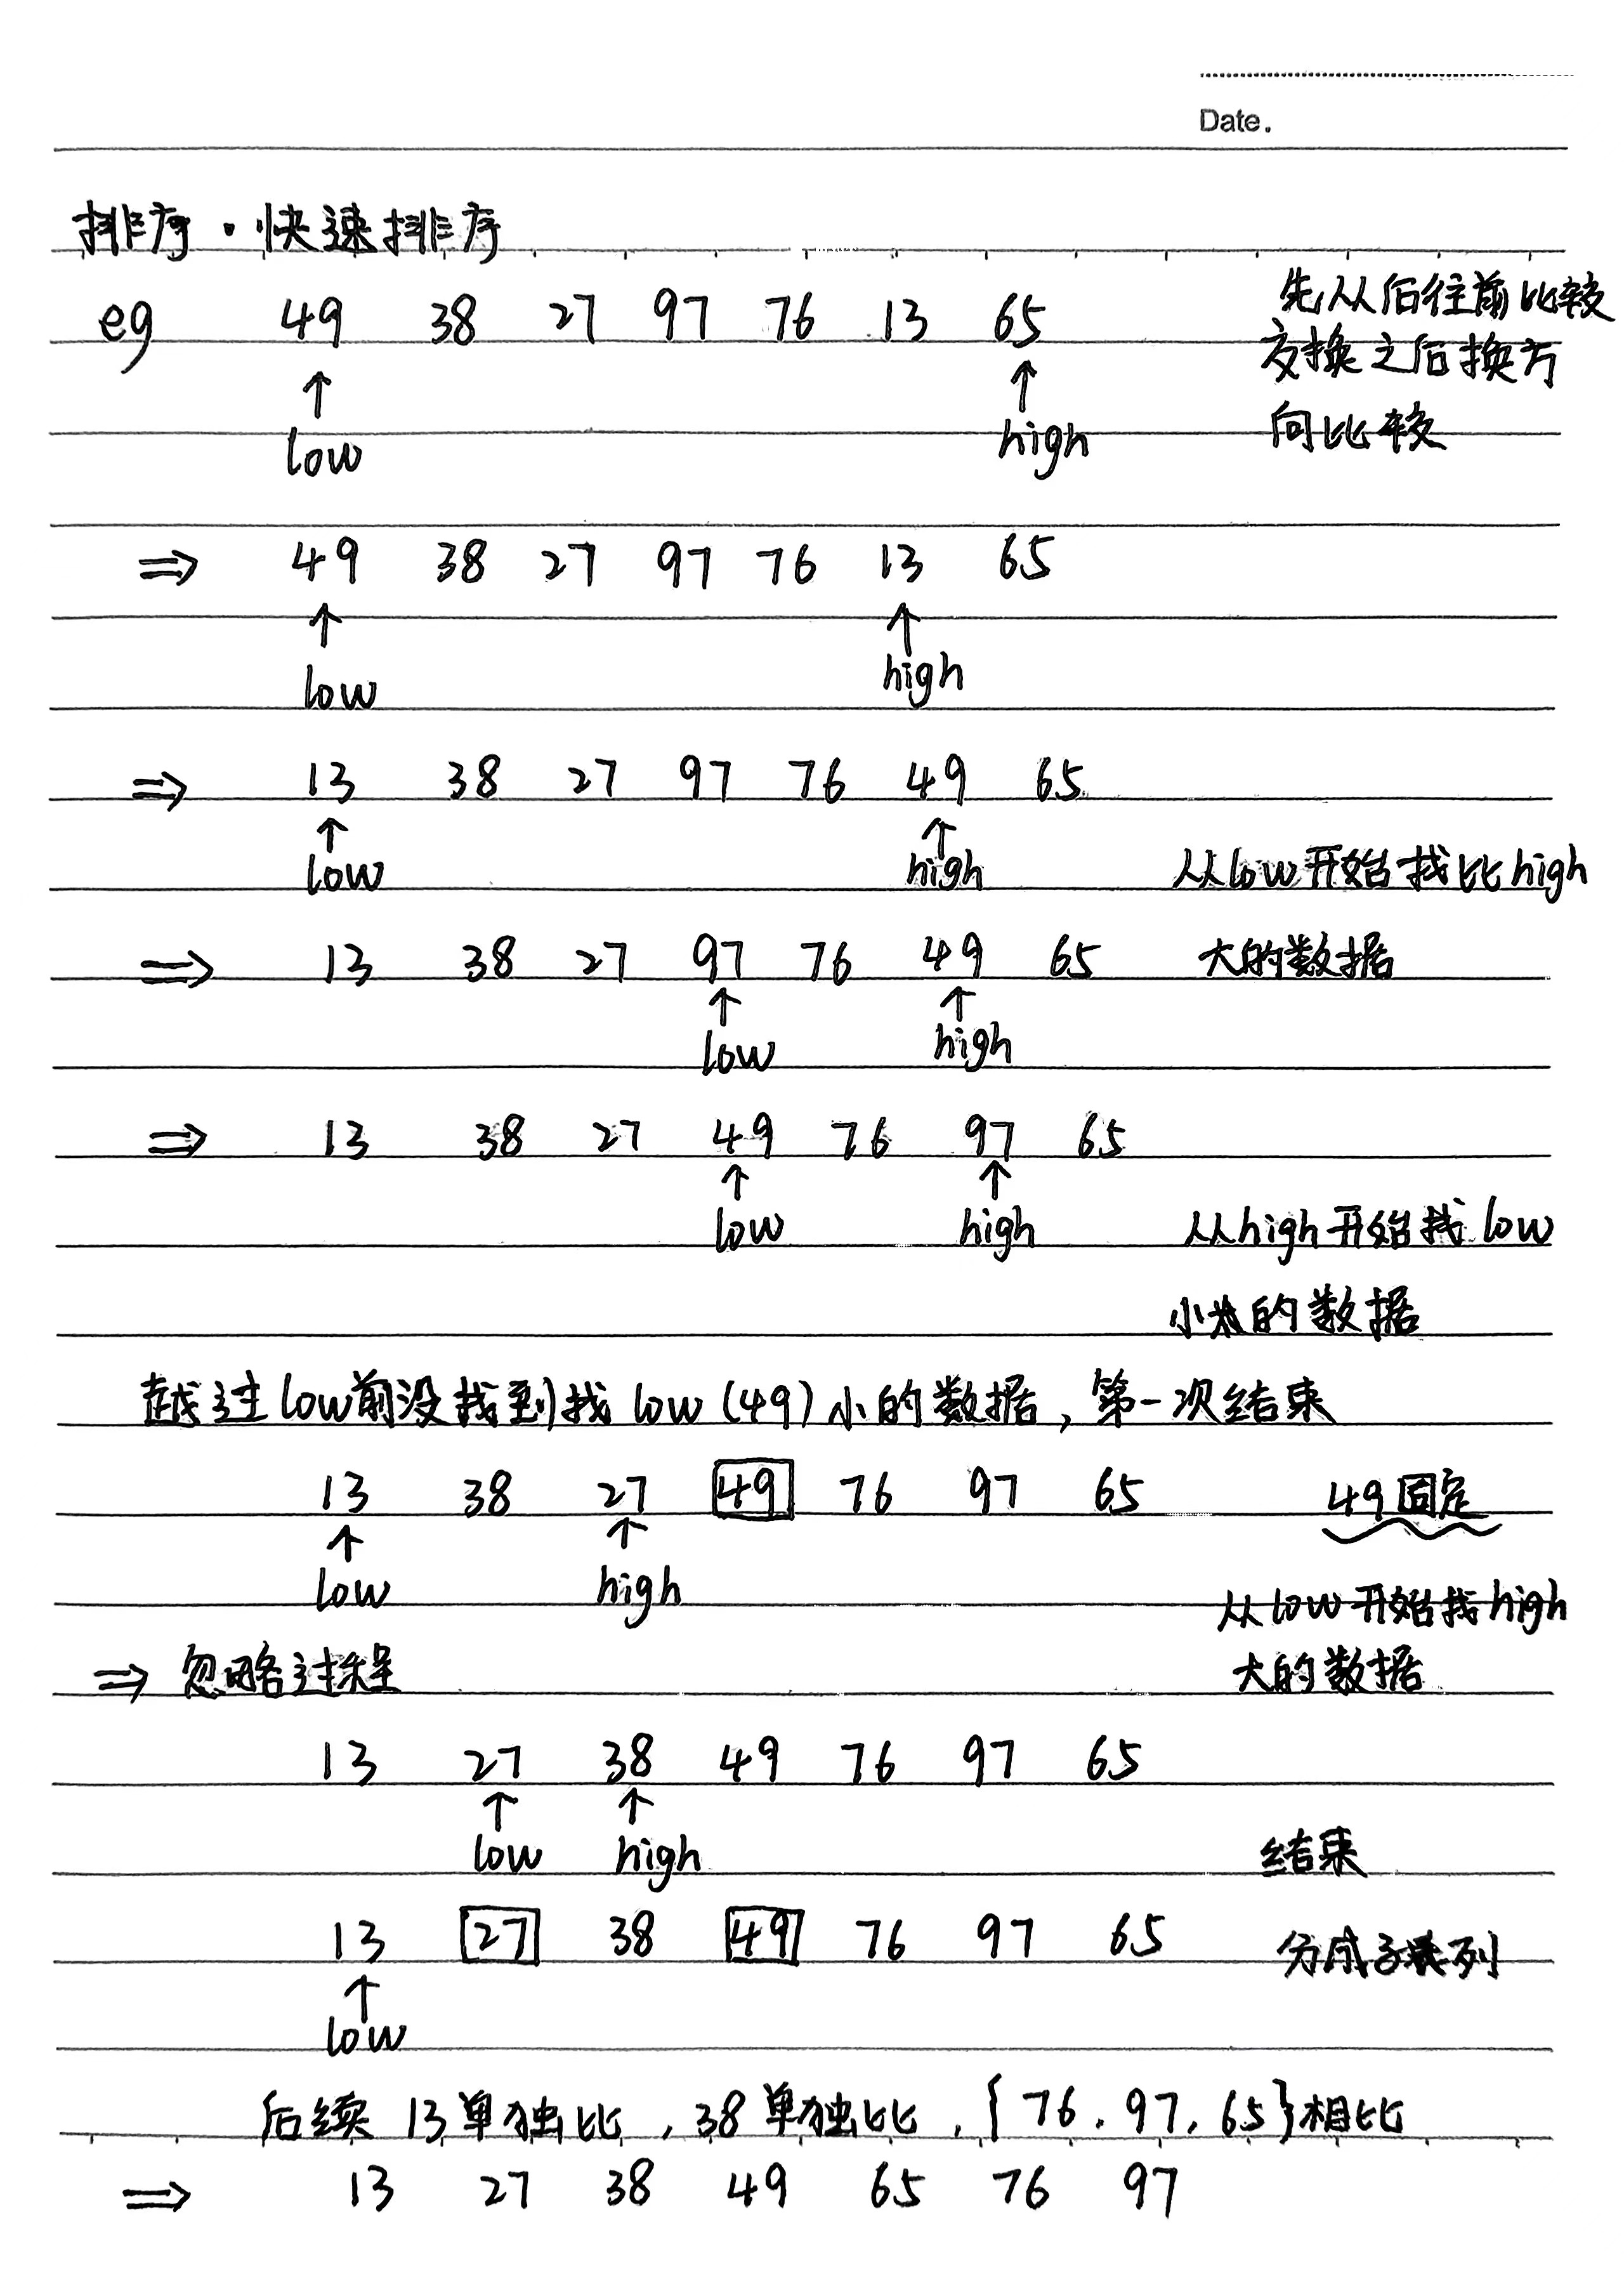 Date.
排序·快速排序
eg 49 38 27 97 76 13 65 先从后往前比较
交换之后换方
↑ ↑
low high 向比较
⇒ 49 38 27 97 76 13 65
↑ ↑
low high
⇒ 13 38 27 97 76 49 65
↑ ↑
low high 从low开始找比high
⇒ 13 38 27 97 76 49 65 大的数据
↑ ↑
low high
⇒ 13 38 27 49 76 97 65
↑ ↑
low high 从high开始找low
小的数据
越过low前没找到找low(49)小的数据,第一次结束
13 38 27 49 76 97 65 49固定
↑ ↑
low high 从low开始找high
⇒ 忽略过程 大的数据
13 27 38 49 76 97 65
↑ ↑
low high 结束
13 27 38 49 76 97 65 分成子列
↑
low
后续 13单独比,38单独比,{76,97,65}相比
⇒ 13 27 38 49 65 76 97